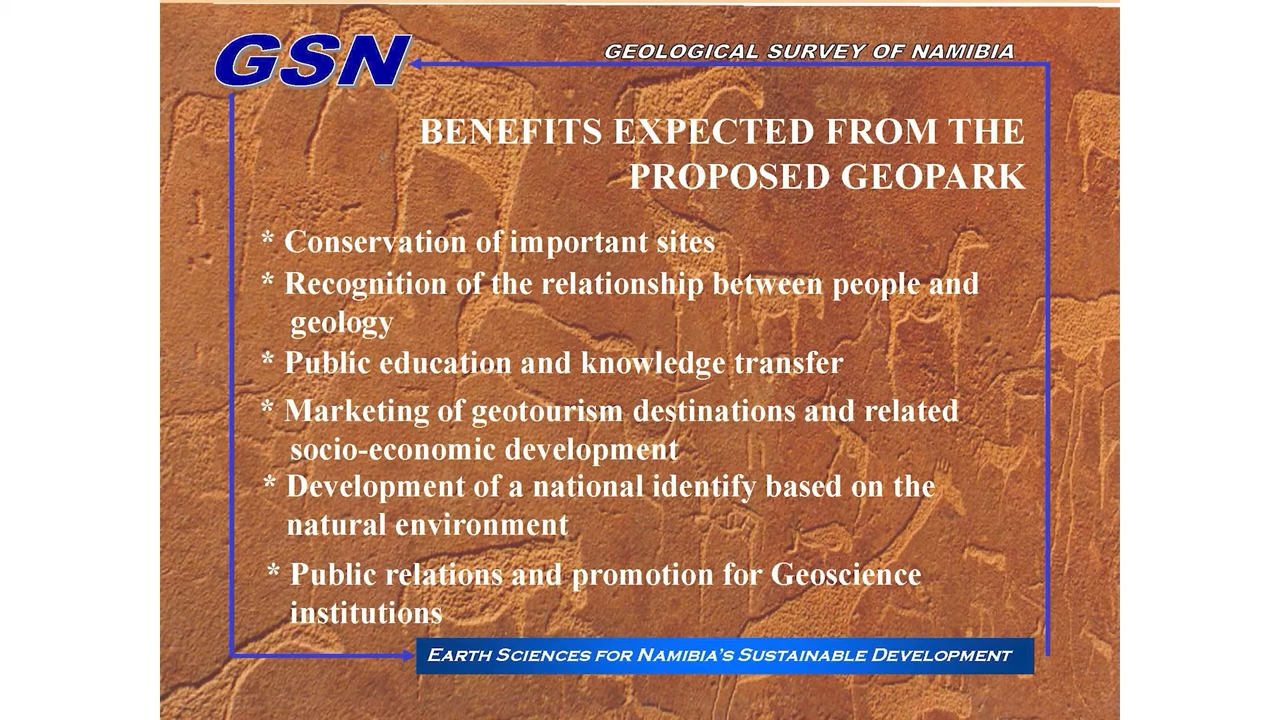 GSN
GEOLOGICAL SURVEY OF NAMIBIA
BENEFITS EXPECTED FROM THE
PROPOSED GEOPARK
* Conservation of important sites
* Recognition of the relationship between people and
geology
* Public education and knowledge transfer
* Marketing of geotourism destinations and related
socio-economic development
* Development of a national identify based on the
natural environment
* Public relations and promotion for Geoscience
institutions
EARTH SCIENCES FOR NAMIBIA'S SUSTAINABLE DEVELOPMENT